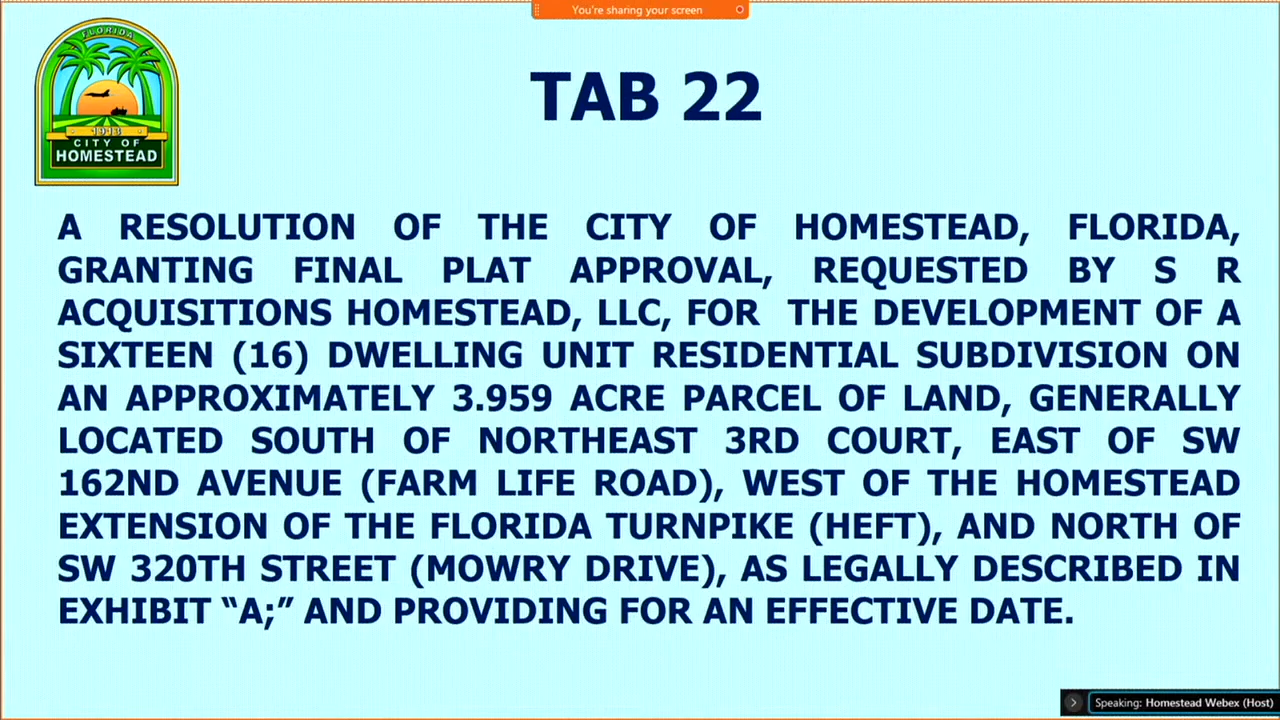 You're sharing your screen
FLORIDA
1913
CITY OF
HOMESTEAD
TAB 22
A RESOLUTION OF THE CITY OF HOMESTEAD, FLORIDA,
GRANTING FINAL PLAT APPROVAL, REQUESTED BY S R
ACQUISITIONS HOMESTEAD, LLC, FOR THE DEVELOPMENT OF A
SIXTEEN (16) DWELLING UNIT RESIDENTIAL SUBDIVISION ON
AN APPROXIMATELY 3.959 ACRE PARCEL OF LAND, GENERALLY
LOCATED SOUTH OF NORTHEAST 3RD COURT, EAST OF SW
162ND AVENUE (FARM LIFE ROAD), WEST OF THE HOMESTEAD
EXTENSION OF THE FLORIDA TURNPIKE (HEFT), AND NORTH OF
SW 320TH STREET (MOWRY DRIVE), AS LEGALLY DESCRIBED IN
EXHIBIT “A;” AND PROVIDING FOR AN EFFECTIVE DATE.
Speaking: Homestead Webex (Host)